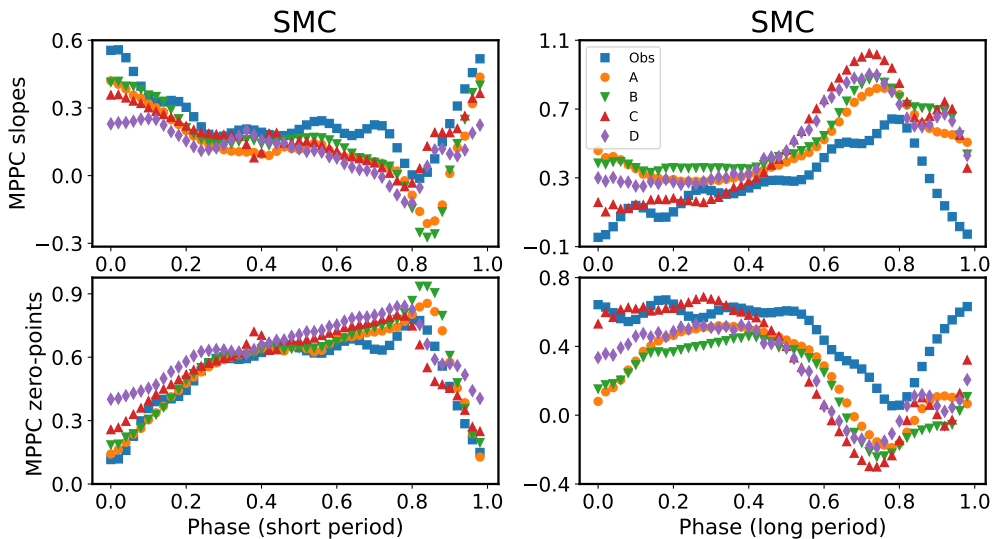 SMC
SMC
MPPC slopes
0.6
0.3
0.0
−0.3
0.0 0.2 0.4 0.6 0.8 1.0
1.1
0.7
0.3
−0.1
0.0 0.2 0.4 0.6 0.8 1.0
Obs
A
B
C
D
MPPC zero-points
0.9
0.6
0.3
0.0
0.0 0.2 0.4 0.6 0.8 1.0
Phase (short period)
0.8
0.4
0.0
−0.4
0.0 0.2 0.4 0.6 0.8 1.0
Phase (long period)